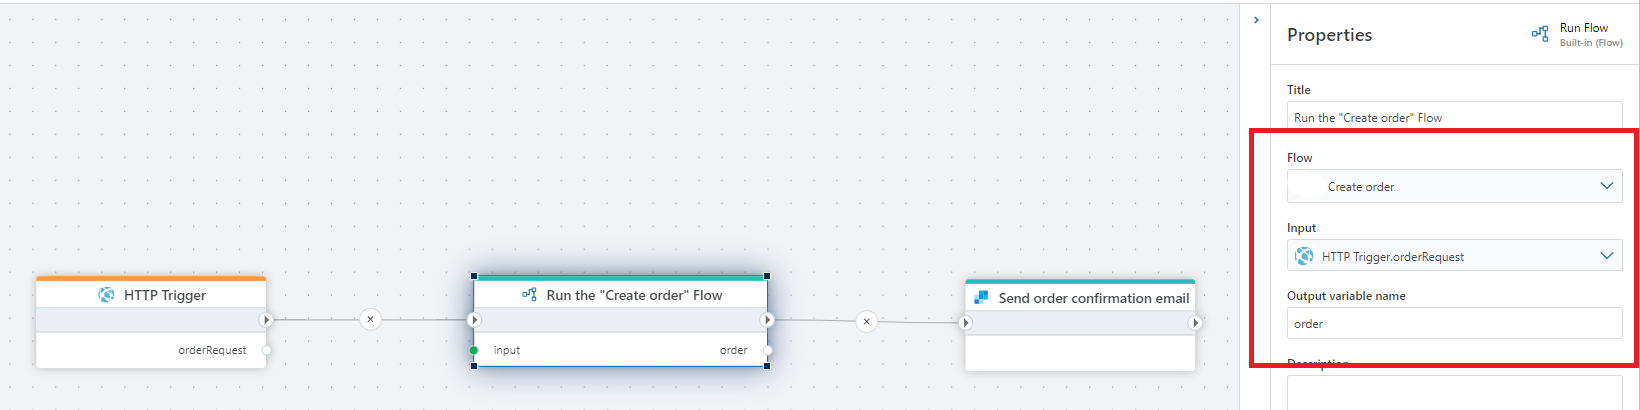 HTTP Trigger
orderRequest
Run the "Create order" Flow
input
order
Send order confirmation email
Properties
Run Flow
Built-in (Flow)
Title
Run the "Create order" Flow
Flow
Create order
Input
HTTP Trigger.orderRequest
Output variable name
order
Description